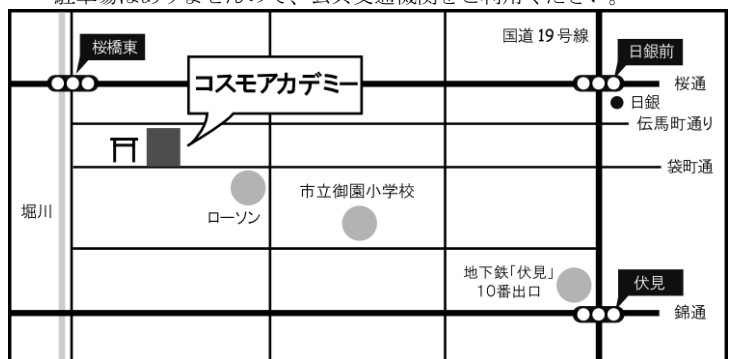 駐車場はありませんので、公共交通機関をご利用ください。
国道19号線
桜橋東
日銀前
コスモアカデミー
桜通
日銀
伝馬町通り
袋町通
市立御園小学校
堀川
ローソン
地下鉄「伏見」
10番出口
伏見
錦通